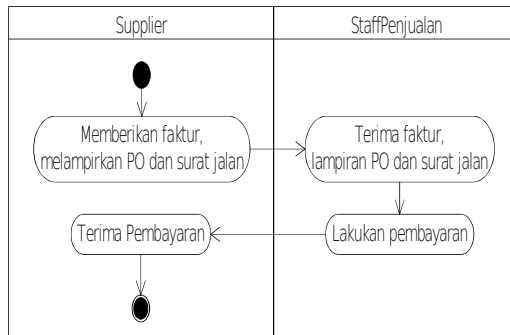 Supplier
StaffPenjualan
Memberikan faktur,
melampirkan PO dan surat jalan
Terima faktur,
lampiran PO dan surat jalan
Terima Pembayaran
Lakukan pembayaran